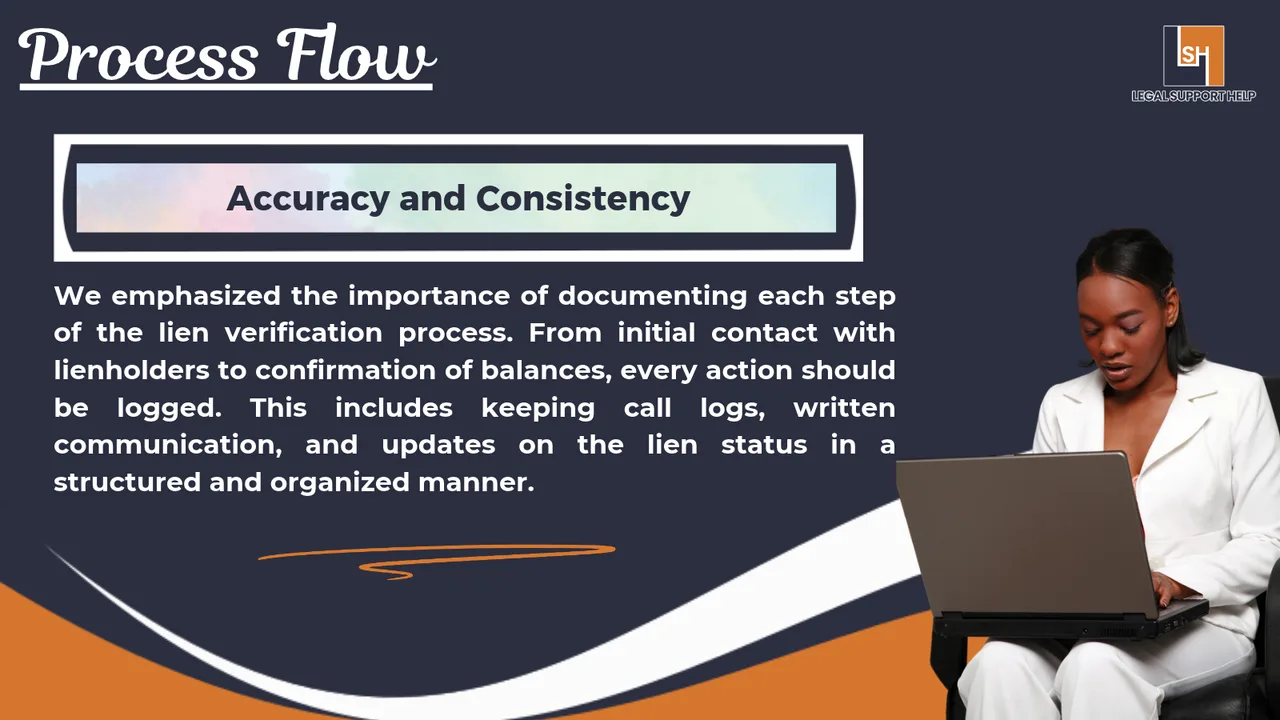 Process Flow
LSH
LEGAL SUPPORT HELP
Accuracy and Consistency
We emphasized the importance of documenting each step
of the lien verification process. From initial contact with
lienholders to confirmation of balances, every action should
be logged. This includes keeping call logs, written
communication, and updates on the lien status in a
structured and organized manner.